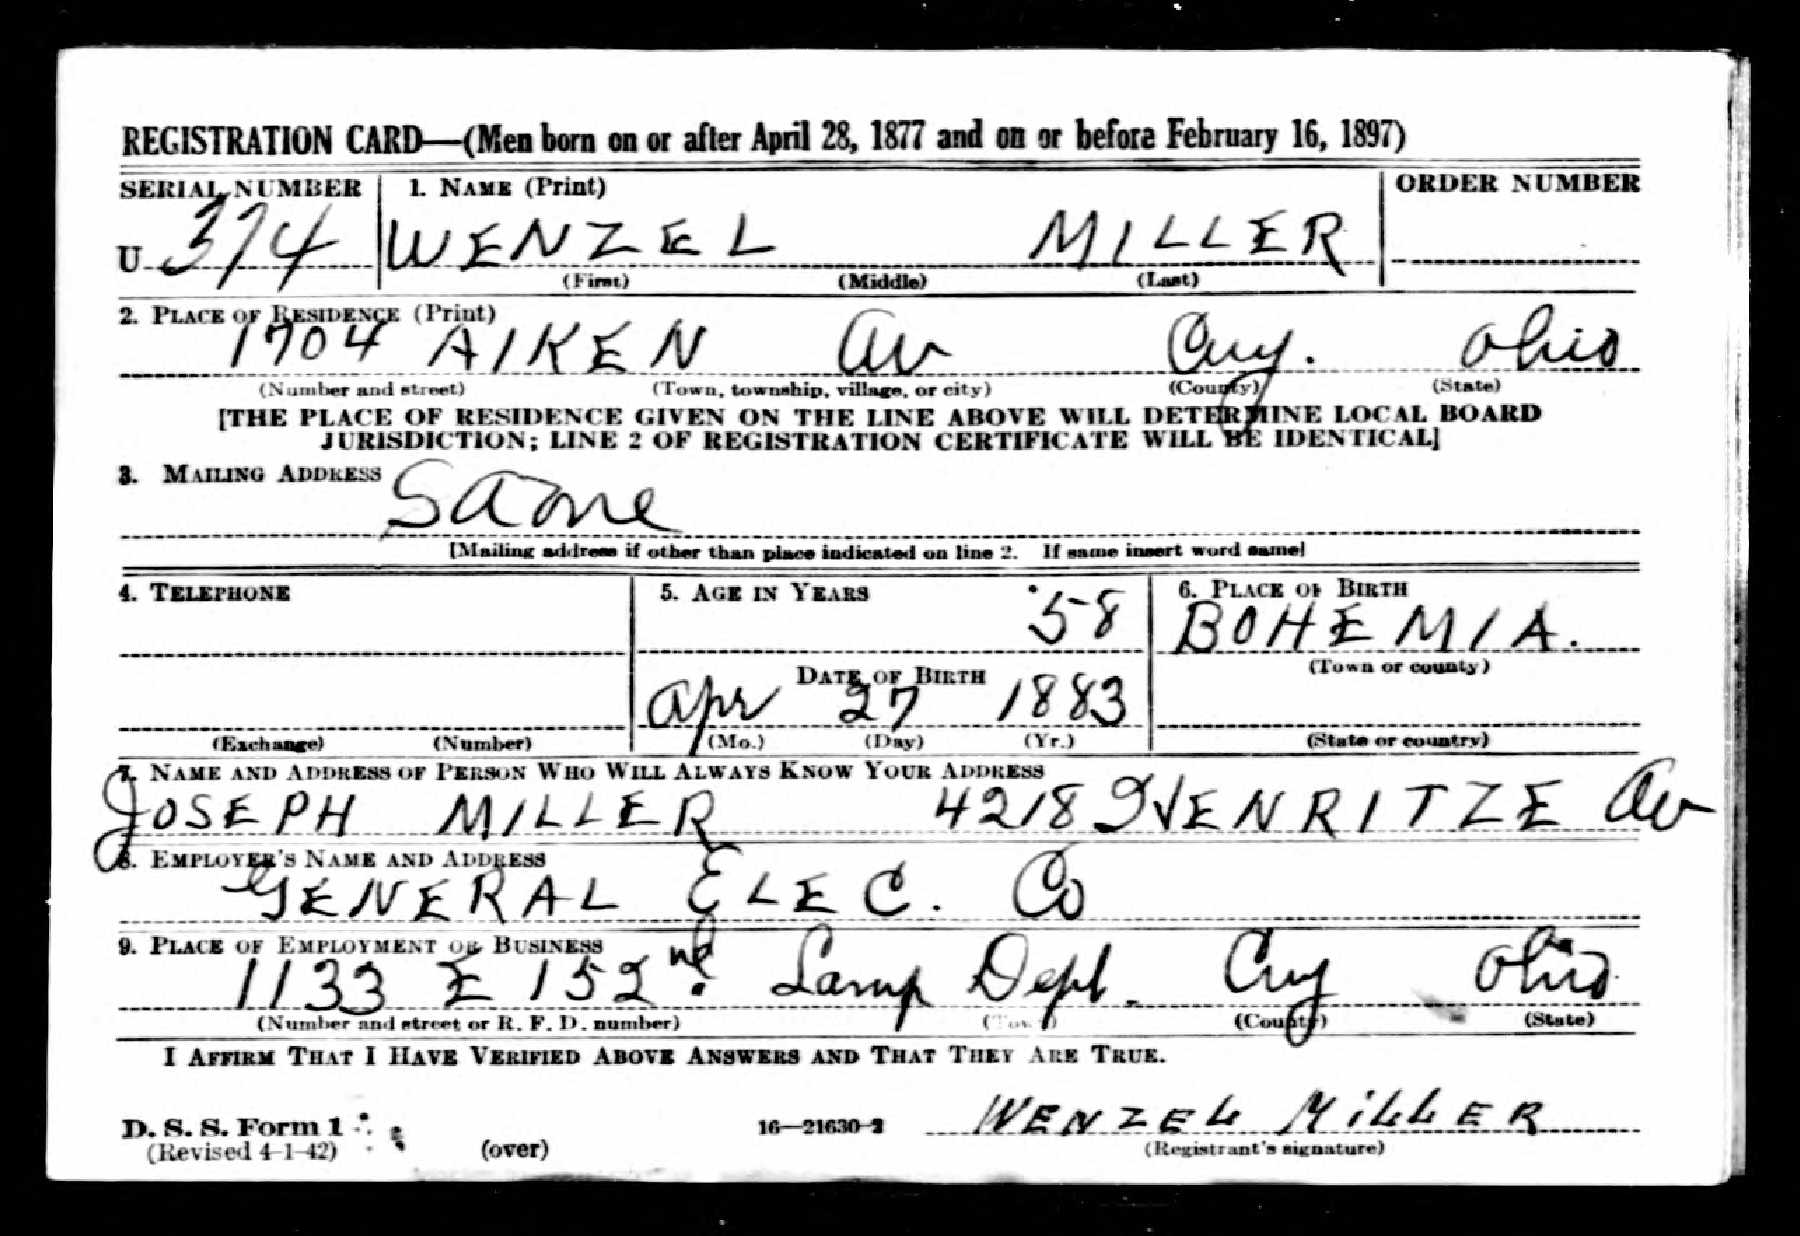 REGISTRATION CARD—(Men born on or after April 28, 1877 and on or before February 16, 1897)
SERIAL NUMBER 1. NAME (Print) ORDER NUMBER
U 374 WENZEL MILLER
(First) (Middle) (Last)
2. PLACE OF RESIDENCE (Print)
1704 AIKEN Av Cuy. Ohio
(Number and street) (Town, township, village, or city) (County) (State)
[THE PLACE OF RESIDENCE GIVEN ON THE LINE ABOVE WILL DETERMINE LOCAL BOARD
JURISDICTION; LINE 2 OF REGISTRATION CERTIFICATE WILL BE IDENTICAL]
3. MAILING ADDRESS
Same
[Mailing address if other than place indicated on line 2. If same insert word same]
4. TELEPHONE 5. AGE IN YEARS 6. PLACE OF BIRTH
58 BOHEMIA.
DATE OF BIRTH (Town or county)
Apr 27 1883
(Exchange) (Number) (Mo.) (Day) (Yr.) (State or country)
7. NAME AND ADDRESS OF PERSON WHO WILL ALWAYS KNOW YOUR ADDRESS
JOSEPH MILLER 4218 HENRITZE Av
8. EMPLOYER'S NAME AND ADDRESS
GENERAL ELEC. Co
9. PLACE OF EMPLOYMENT OR BUSINESS
1133 E 152nd Lamp Dept. Cuy Ohio
(Number and street or R. F. D. number) (Town) (County) (State)
I AFFIRM THAT I HAVE VERIFIED ABOVE ANSWERS AND THAT THEY ARE TRUE.
D. S. S. Form 1 16—21630-2 WENZEL MILLER
(Revised 4-1-42) (over) (Registrant's signature)